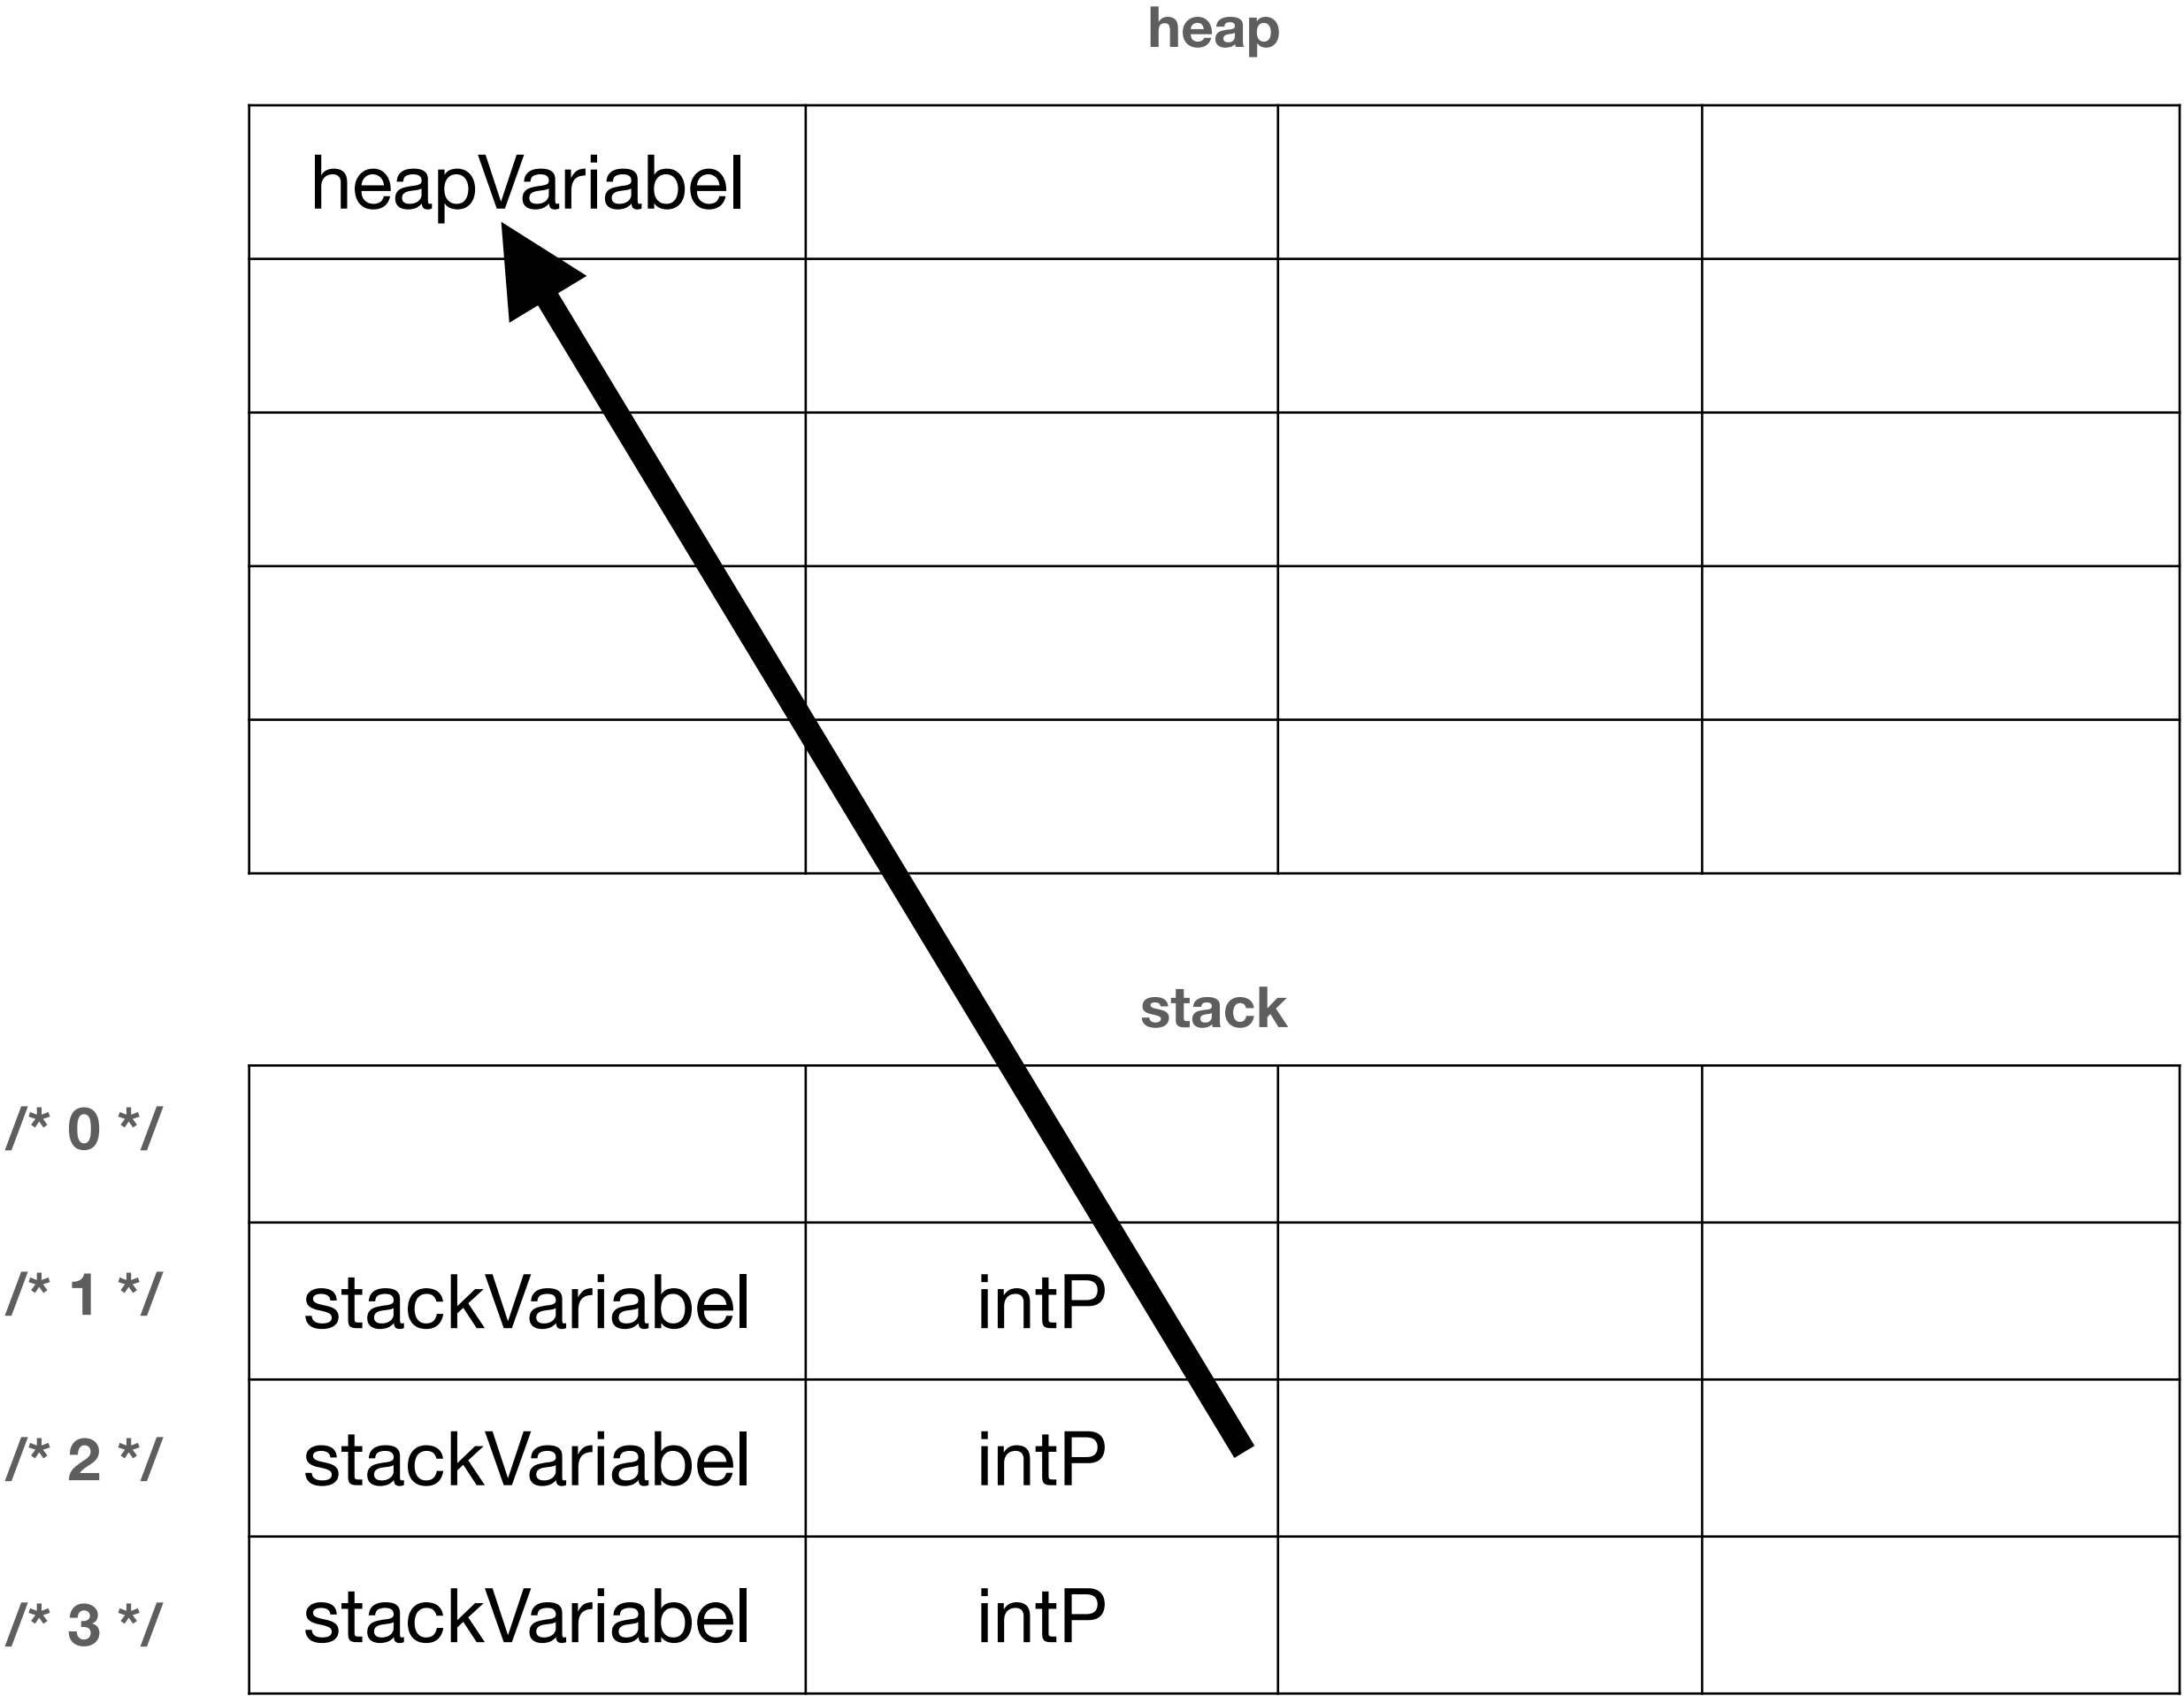 heap
heapVariabel
stack
/* 0 */
/* 1 */ stackVariabel intP
/* 2 */ stackVariabel intP
/* 3 */ stackVariabel intP